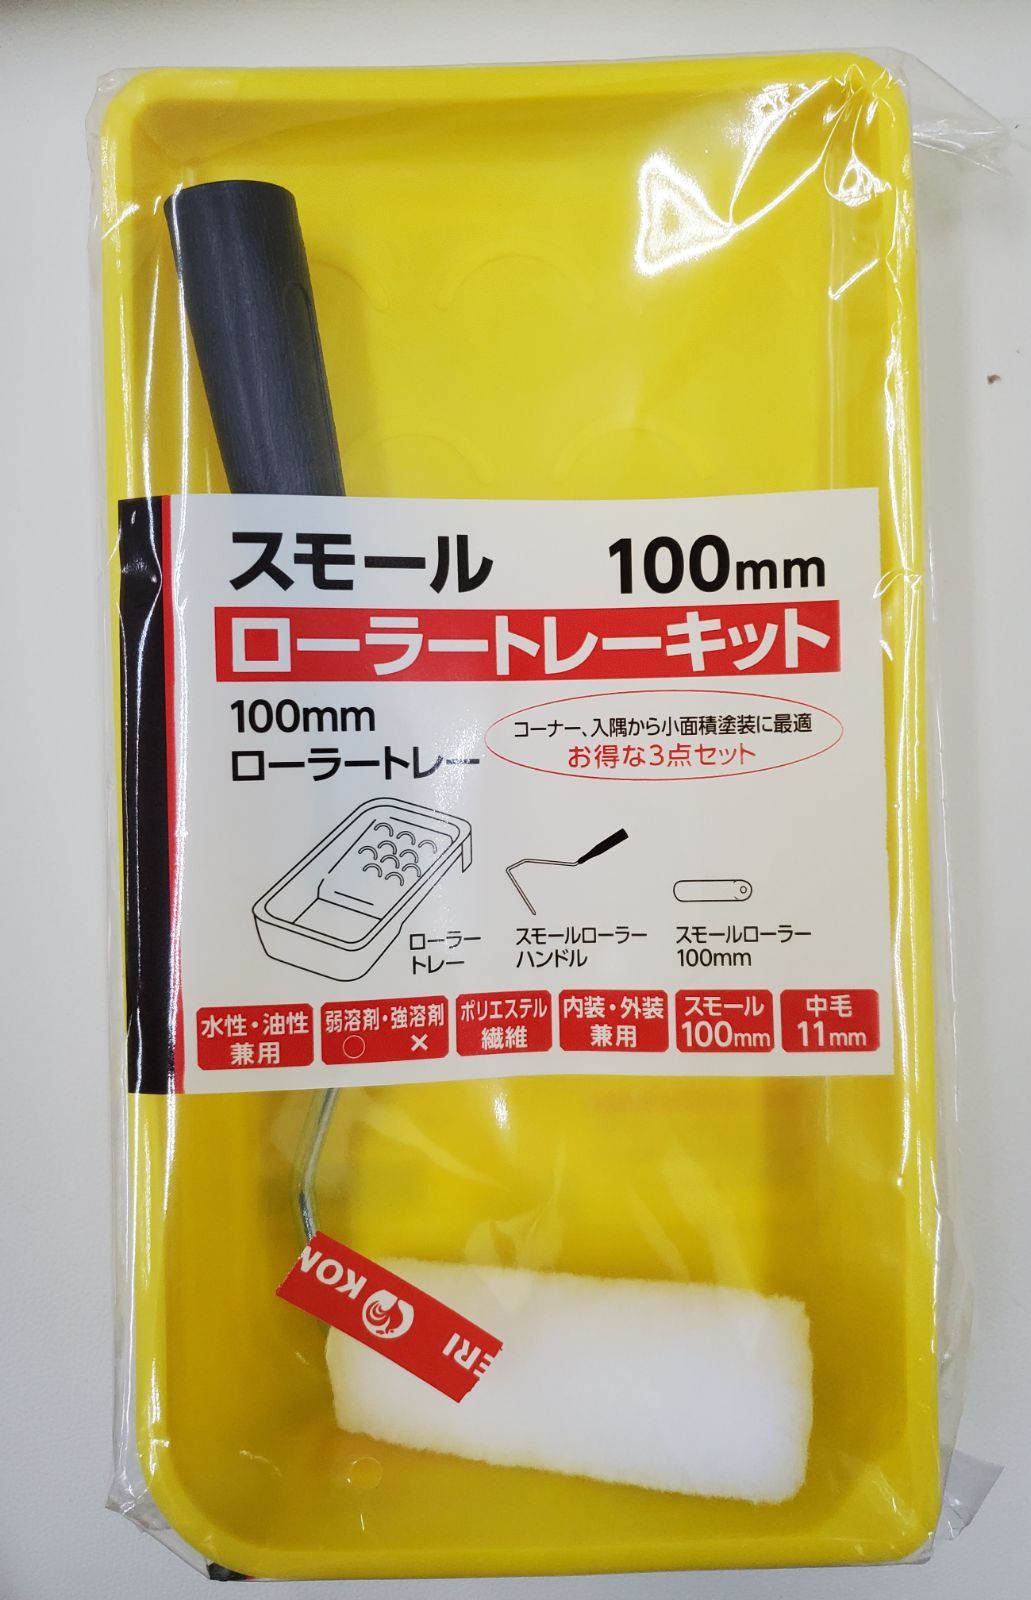 スモール 100mm
ローラートレーキット
100mm
ローラートレー
コーナー、入隅から小面積塗装に最適
お得な3点セット
ローラー
トレー
スモールローラー
ハンドル
スモールローラー
100mm
水性・油性
兼用
弱溶剤・強溶剤
○ ×
ポリエステル
繊維
内装・外装
兼用
スモール
100mm
中毛
11mm
KOM
ERI